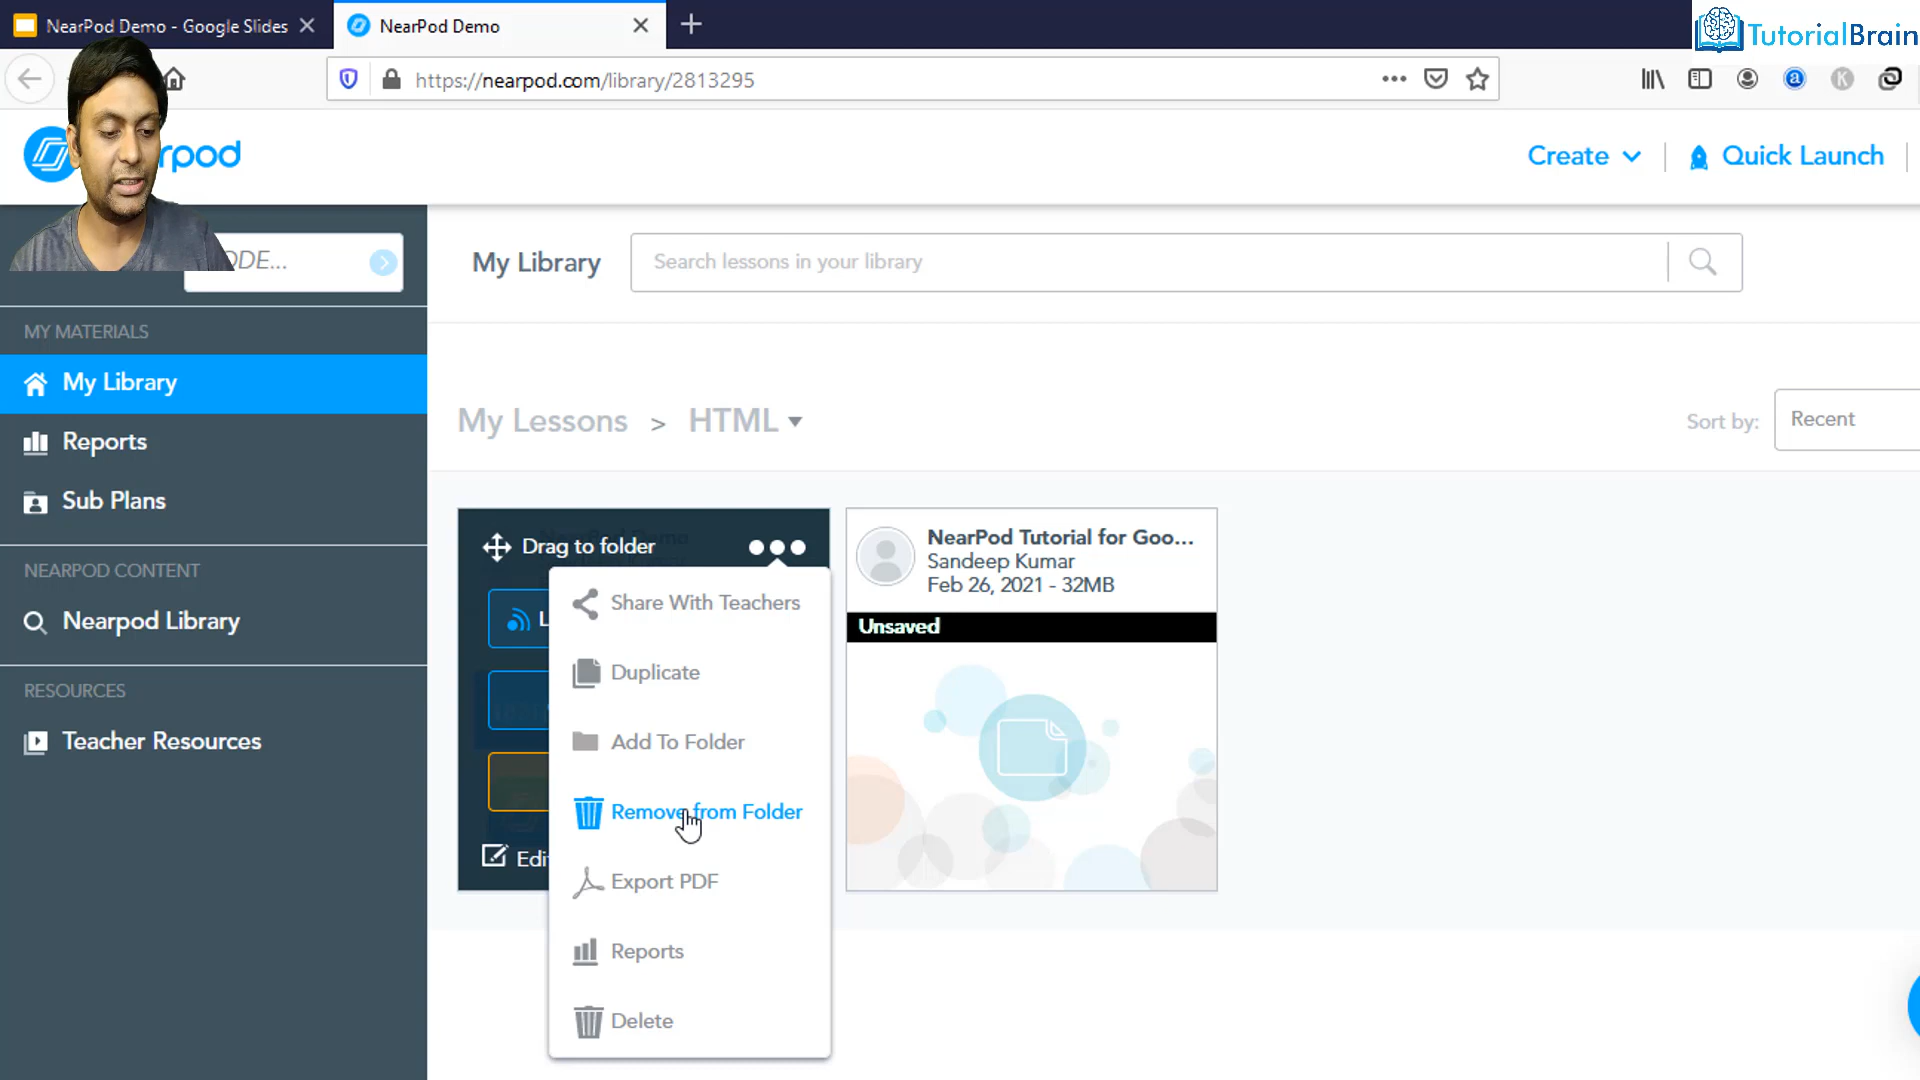 NearPod Demo - Google Slides
NearPod Demo
TutorialBrain
https://nearpod.com/library/2813295
rpod
Create
Quick Launch
ODE...
My Library
Search lessons in your library
MY MATERIALS
My Library
Reports
Sub Plans
NEARPOD CONTENT
Nearpod Library
RESOURCES
Teacher Resources
My Lessons > HTML
Sort by:
Recent
Drag to folder
L
Edi
Share With Teachers
Duplicate
Add To Folder
Remove from Folder
Export PDF
Reports
Delete
NearPod Tutorial for Goo...
Sandeep Kumar
Feb 26, 2021 - 32MB
Unsaved